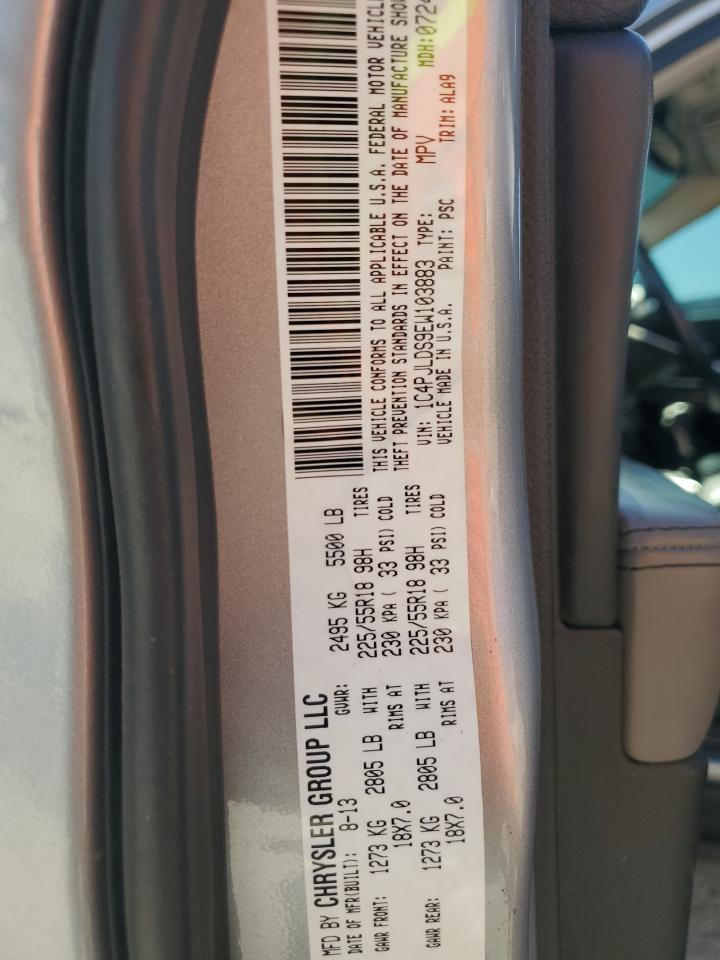 MFD BY CHRYSLER GROUP LLC
DATE OF MFR(BUILT): 8-13 GVWR: 2495 KG 5500 LB
GAWR FRONT: 1273 KG 2805 LB WITH 225/55R18 98H TIRES
18X7.0 RIMS AT 230 KPA ( 33 PSI) COLD
GAWR REAR: 1273 KG 2805 LB WITH 225/55R18 98H TIRES
18X7.0 RIMS AT 230 KPA ( 33 PSI) COLD
THIS VEHICLE CONFORMS TO ALL APPLICABLE U.S.A. FEDERAL MOTOR
THEFT PREVENTION STANDARDS IN EFFECT ON THE DATE OF MANUFACTURE
VIN: 1C4PJLDS9EW103883 TYPE: MPV MDH:0724
VEHICLE MADE IN U.S.A. PAINT: PSC TRIM: ALA9